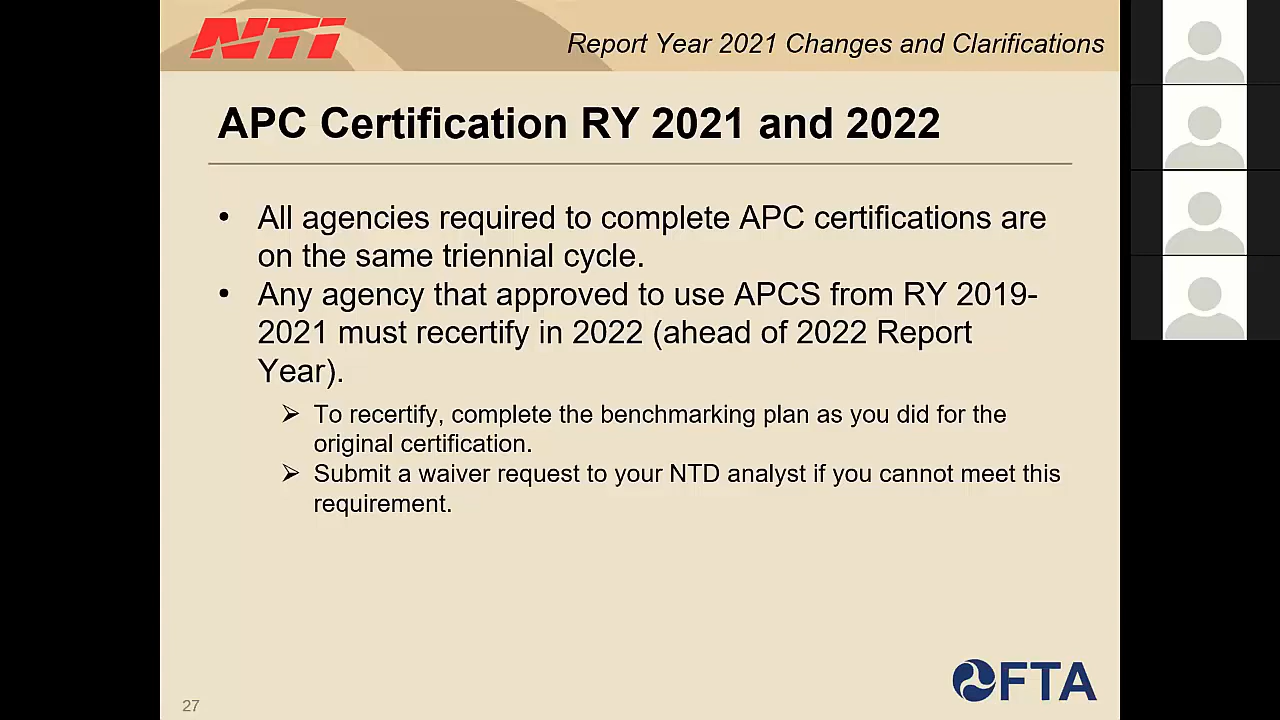 NTI
Report Year 2021 Changes and Clarifications
APC Certification RY 2021 and 2022
• All agencies required to complete APC certifications are
on the same triennial cycle.
• Any agency that approved to use APCS from RY 2019-
2021 must recertify in 2022 (ahead of 2022 Report
Year).
➢ To recertify, complete the benchmarking plan as you did for the
original certification.
➢ Submit a waiver request to your NTD analyst if you cannot meet this
requirement.
FTA
27